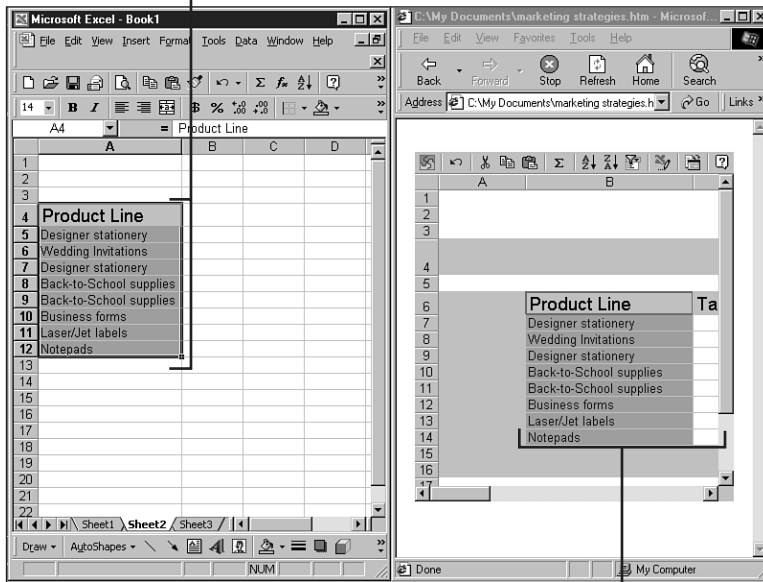 Microsoft Excel - Book1
File Edit View Insert Format Tools Data Window Help
14 B I $ %
A4 = Product Line
A B C D
1
2
3
4 Product Line
5 Designer stationery
6 Wedding Invitations
7 Designer stationery
8 Back-to-School supplies
9 Back-to-School supplies
10 Business forms
11 Laser/Jet labels
12 Notepads
13
14
15
16
17
18
19
20
21
22
Sheet1 Sheet2 Sheet3
Draw AutoShapes
NUM
C:\My Documents\marketing strategies.htm - Microsof...
File Edit View Favorites Tools Help
Back Forward Stop Refresh Home Search
Address C:\My Documents\marketing strategies.h Go Links
A B
1
2
3
4
5
6 Product Line Ta
7 Designer stationery
8 Wedding Invitations
9 Designer stationery
10 Back-to-School supplies
11 Back-to-School supplies
12 Business forms
13 Laser/Jet labels
14 Notepads
15
16
17
Done My Computer